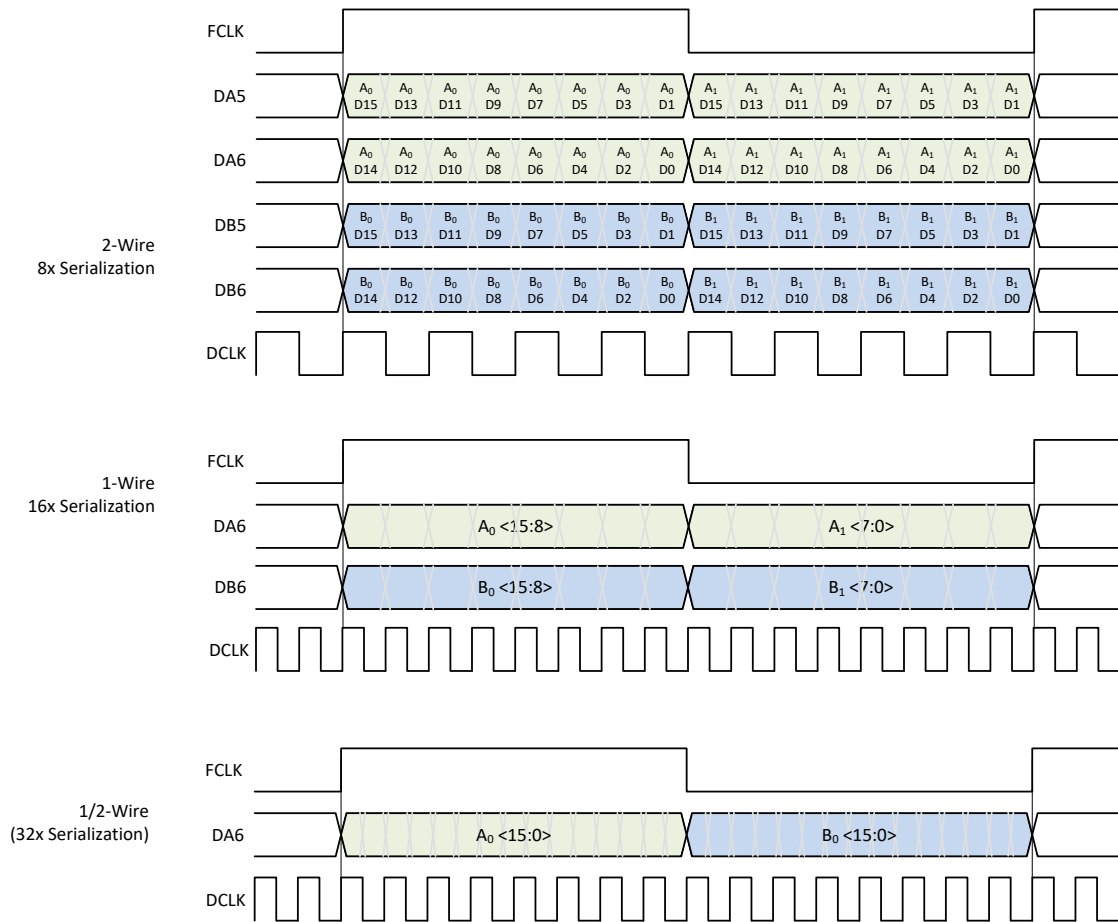 FCLK
DA5
A0 A0 A0 A0 A0 A0 A0 A0 A1 A1 A1 A1 A1 A1 A1 A1
D15 D13 D11 D9 D7 D5 D3 D1 D15 D13 D11 D9 D7 D5 D3 D1
DA6
A0 A0 A0 A0 A0 A0 A0 A0 A1 A1 A1 A1 A1 A1 A1 A1
D14 D12 D10 D8 D6 D4 D2 D0 D14 D12 D10 D8 D6 D4 D2 D0
2-Wire
8x Serialization
DB5
B0 B0 B0 B0 B0 B0 B0 B0 B1 B1 B1 B1 B1 B1 B1 B1
D15 D13 D11 D9 D7 D5 D3 D1 D15 D13 D11 D9 D7 D5 D3 D1
DB6
B0 B0 B0 B0 B0 B0 B0 B0 B1 B1 B1 B1 B1 B1 B1 B1
D14 D12 D10 D8 D6 D4 D2 D0 D14 D12 D10 D8 D6 D4 D2 D0
DCLK
FCLK
1-Wire
16x Serialization
DA6 A0 <15:8> A1 <7:0>
DB6 B0 <15:8> B1 <7:0>
DCLK
FCLK
1/2-Wire
(32x Serialization)
DA6 A0 <15:0> B0 <15:0>
DCLK